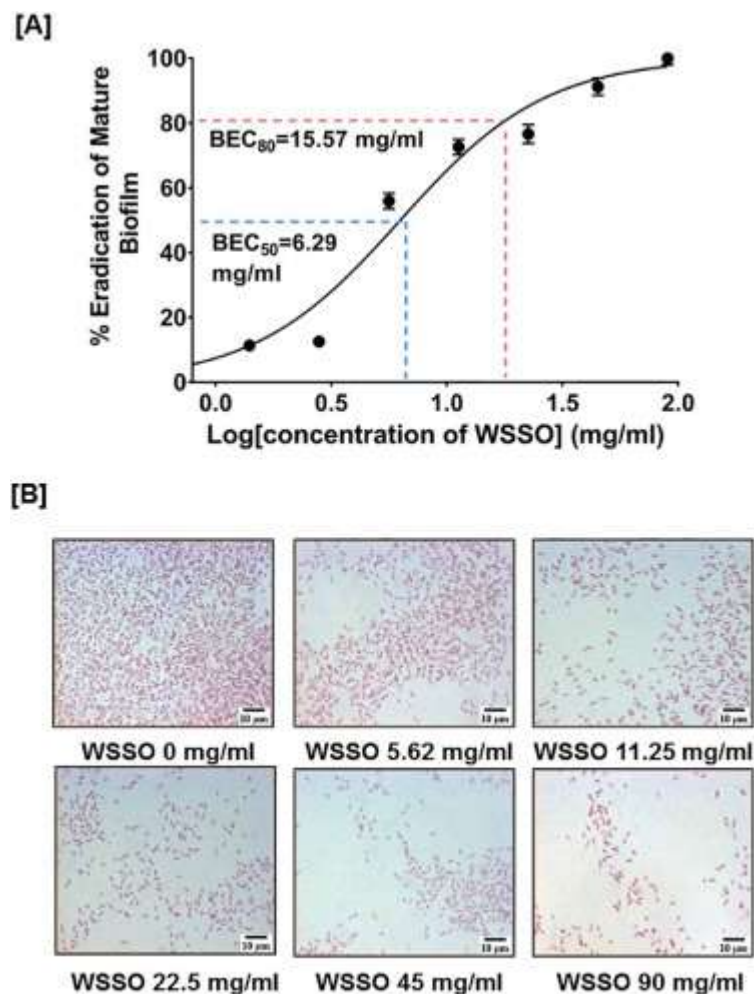 [A]
100
80
60
40
20
0
% Eradication of Mature
Biofilm
BEC₈₀=15.57 mg/ml
BEC₅₀=6.29
mg/ml
0.0 0.5 1.0 1.5 2.0
Log[concentration of WSSO] (mg/ml)
[B]
10 µm 10 µm 10 µm
WSSO 0 mg/ml WSSO 5.62 mg/ml WSSO 11.25 mg/ml
10 µm 10 µm 10 µm
WSSO 22.5 mg/ml WSSO 45 mg/ml WSSO 90 mg/ml